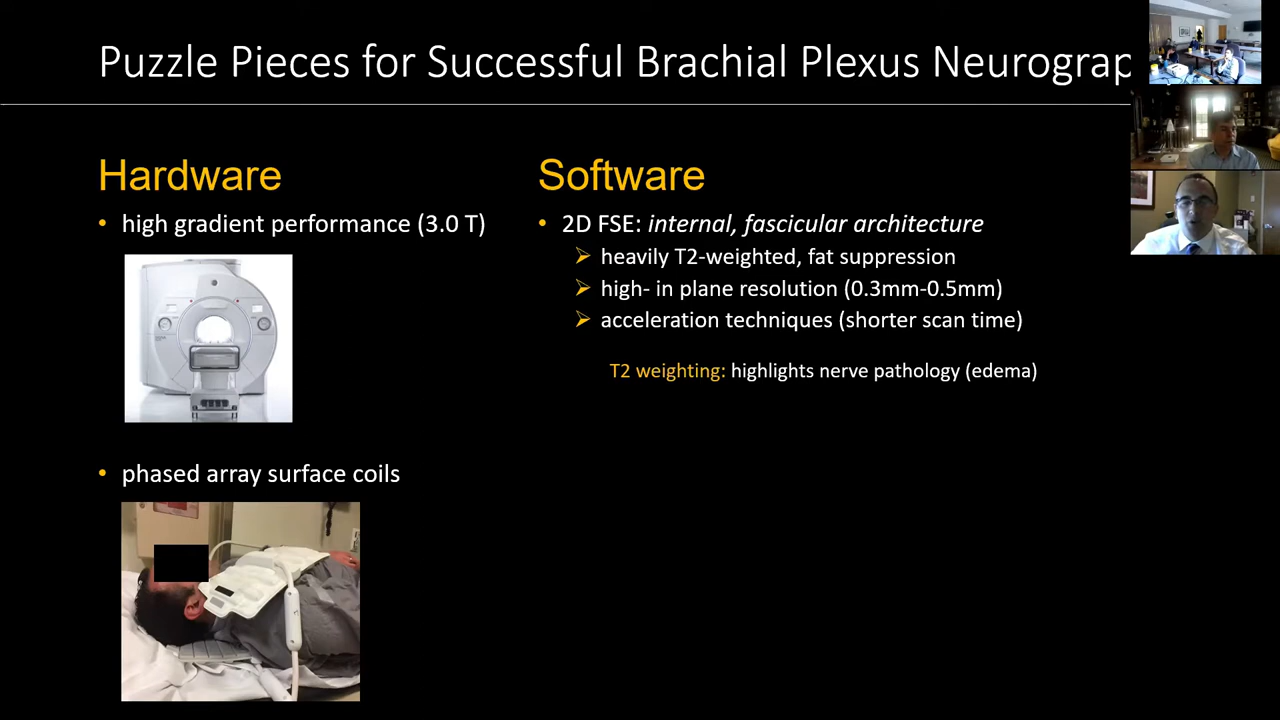 Puzzle Pieces for Successful Brachial Plexus Neurograp
Hardware
• high gradient performance (3.0 T)
• phased array surface coils
Software
• 2D FSE: internal, fascicular architecture
➢ heavily T2-weighted, fat suppression
➢ high- in plane resolution (0.3mm-0.5mm)
➢ acceleration techniques (shorter scan time)
T2 weighting: highlights nerve pathology (edema)